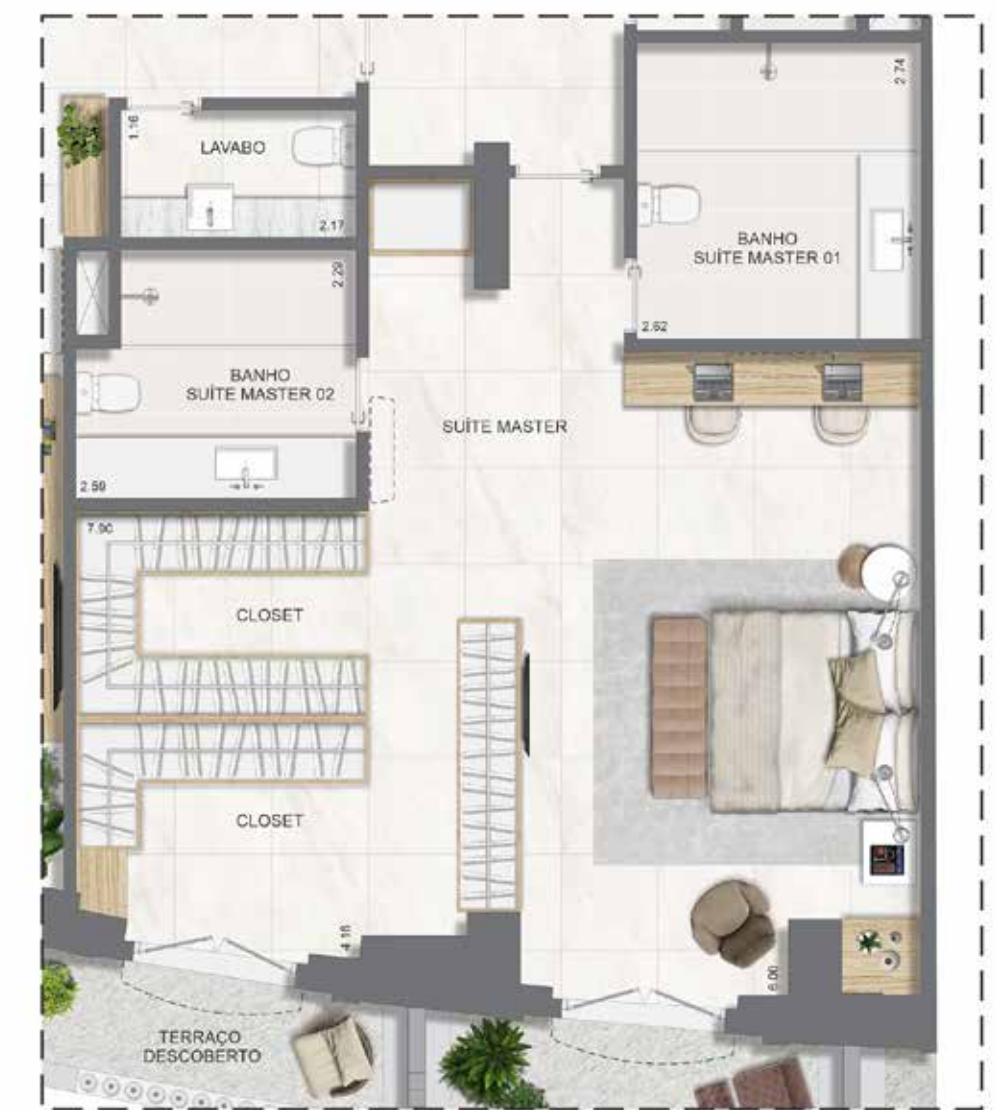 2.74
1.16
LAVABO
2.17
BANHO
SUÍTE MASTER 01
2.29
2.62
BANHO
SUÍTE MASTER 02
SUÍTE MASTER
2.59
7.90
CLOSET
CLOSET
4.16
6.00
TERRAÇO
DESCOBERTO